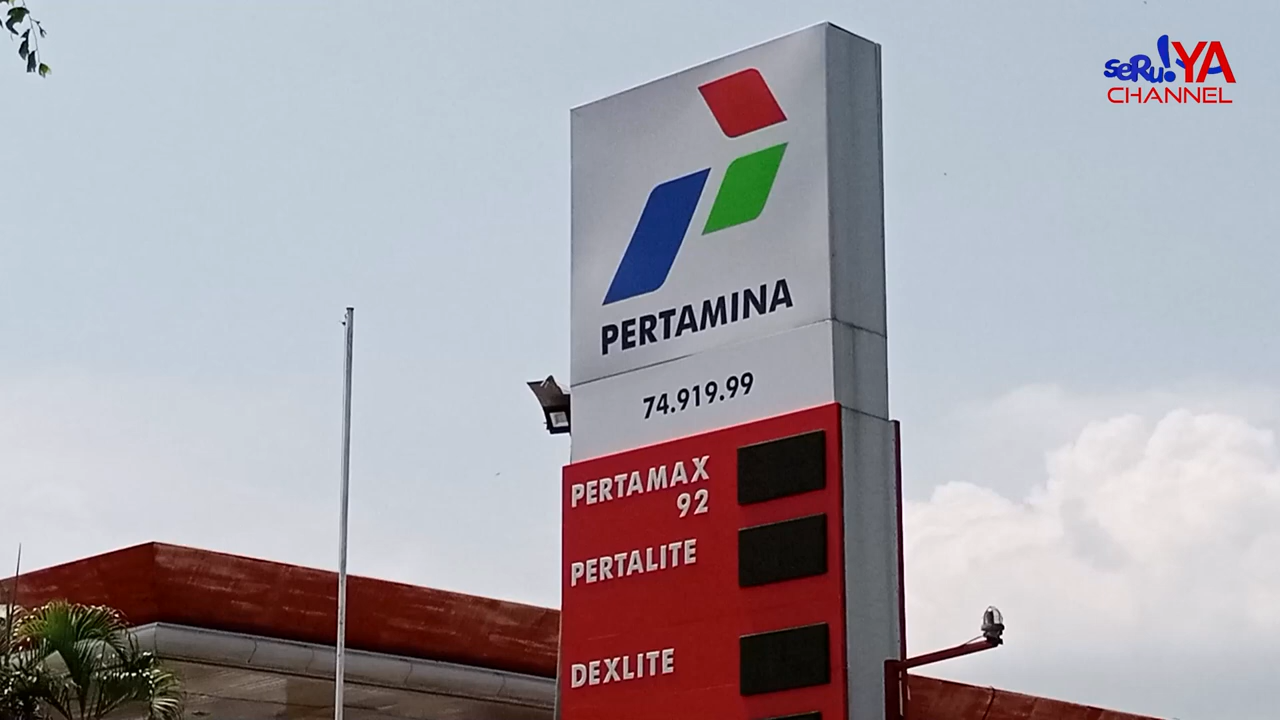 seRu!YA
CHANNEL
PERTAMINA
74.919.99
PERTAMAX
92
PERTALITE
DEXLITE